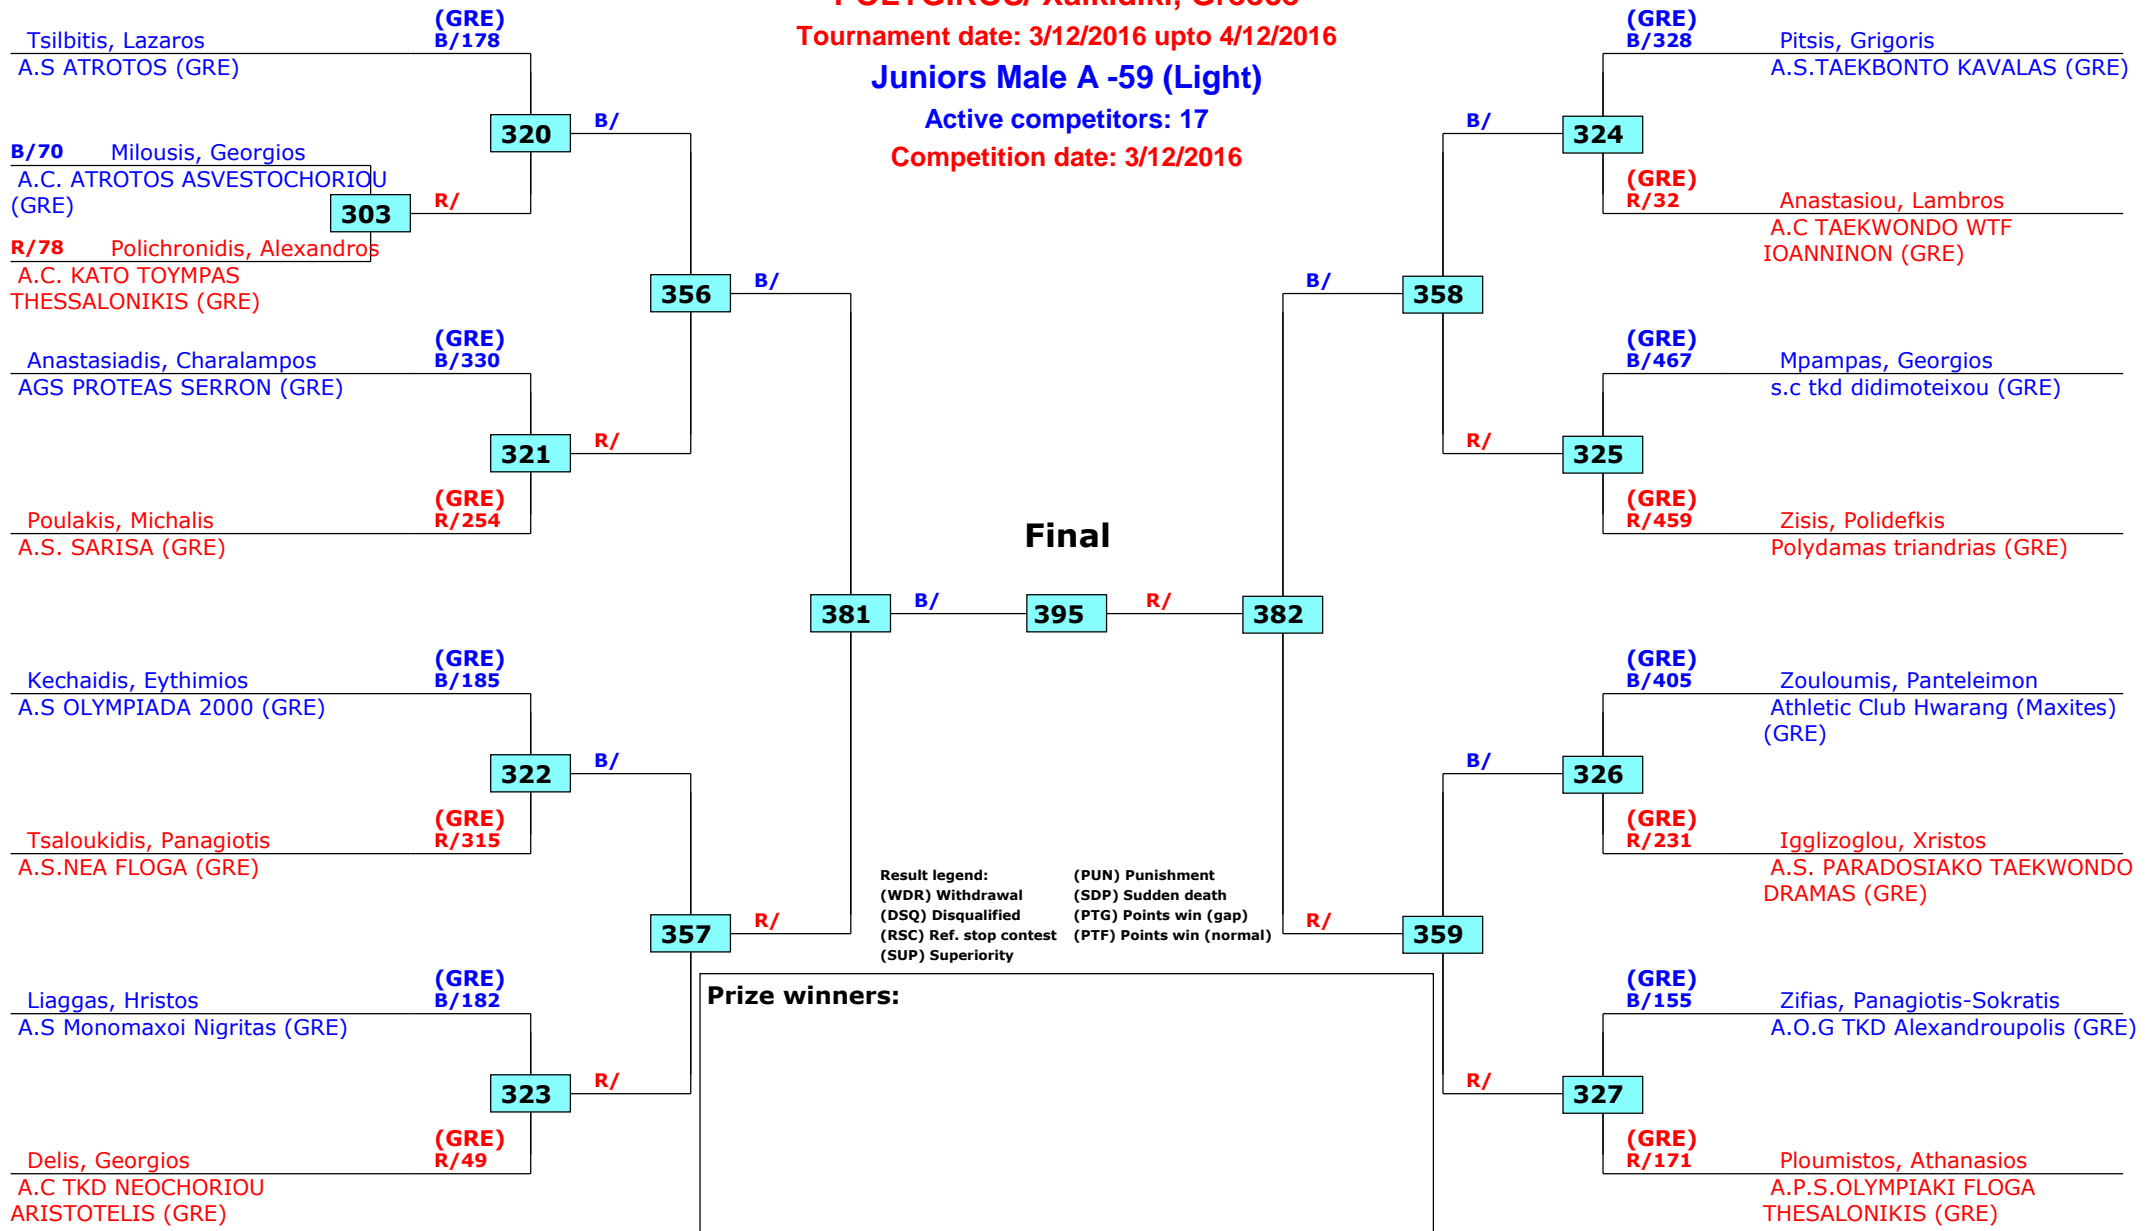 POLYGIROS/ Xalkidiki, Greece
Tournament date: 3/12/2016 upto 4/12/2016
Juniors Male A -59 (Light)
Active competitors: 17
Competition date: 3/12/2016
(GRE)
Tsilbitis, Lazaros B/178
A.S ATROTOS (GRE)
320 B/
B/70 Milousis, Georgios
A.C. ATROTOS ASVESTOCHORIOU
(GRE)
303 R/
R/78 Polichronidis, Alexandros
A.C. KATO TOYMPAS
THESSALONIKIS (GRE)
356 B/
(GRE)
Anastasiadis, Charalampos B/330
AGS PROTEAS SERRON (GRE)
321 R/
(GRE)
Poulakis, Michalis R/254
A.S. SARISA (GRE)
Final
381 B/ 395 R/ 382
(GRE)
Kechaidis, Eythimios B/185
A.S OLYMPIADA 2000 (GRE)
322 B/
(GRE)
Tsaloukidis, Panagiotis R/315
A.S.NEA FLOGA (GRE)
357 R/
(GRE)
Liaggas, Hristos B/182
A.S Monomaxoi Nigritas (GRE)
323 R/
(GRE)
Delis, Georgios R/49
A.C TKD NEOCHORIOU
ARISTOTELIS (GRE)
(GRE)
B/328 Pitsis, Grigoris
A.S.TAEKBONTO KAVALAS (GRE)
B/ 324
(GRE)
R/32 Anastasiou, Lambros
A.C TAEKWONDO WTF
IOANNINON (GRE)
B/ 358
(GRE)
B/467 Mpampas, Georgios
s.c tkd didimoteixou (GRE)
R/ 325
(GRE)
R/459 Zisis, Polidefkis
Polydamas triandrias (GRE)
(GRE)
B/405 Zouloumis, Panteleimon
Athletic Club Hwarang (Maxites)
(GRE)
B/ 326
(GRE)
R/231 Igglizoglou, Xristos
A.S. PARADOSIAKO TAEKWONDO
DRAMAS (GRE)
R/ 359
(GRE)
B/155 Zifias, Panagiotis-Sokratis
A.O.G TKD Alexandroupolis (GRE)
R/ 327
(GRE)
R/171 Ploumistos, Athanasios
A.P.S.OLYMPIAKI FLOGA
THESALONIKIS (GRE)
Result legend: (PUN) Punishment
(WDR) Withdrawal (SDP) Sudden death
(DSQ) Disqualified (PTG) Points win (gap)
(RSC) Ref. stop contest (PTF) Points win (normal)
(SUP) Superiority
Prize winners: